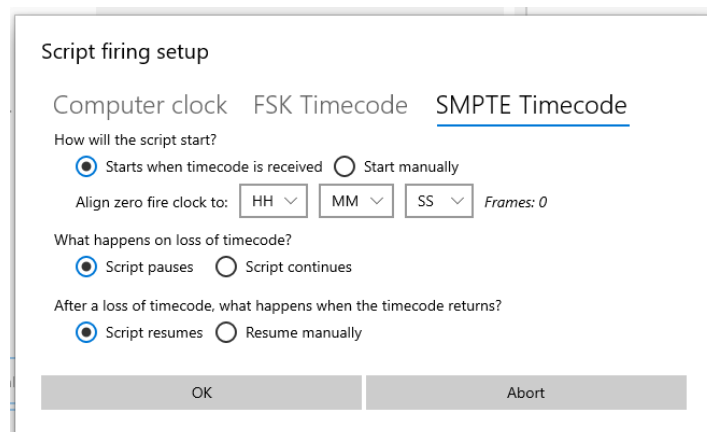 Script firing setup
Computer clock FSK Timecode SMPTE Timecode
How will the script start?
Starts when timecode is received Start manually
Align zero fire clock to: HH MM SS Frames: 0
What happens on loss of timecode?
Script pauses Script continues
After a loss of timecode, what happens when the timecode returns?
Script resumes Resume manually
OK Abort